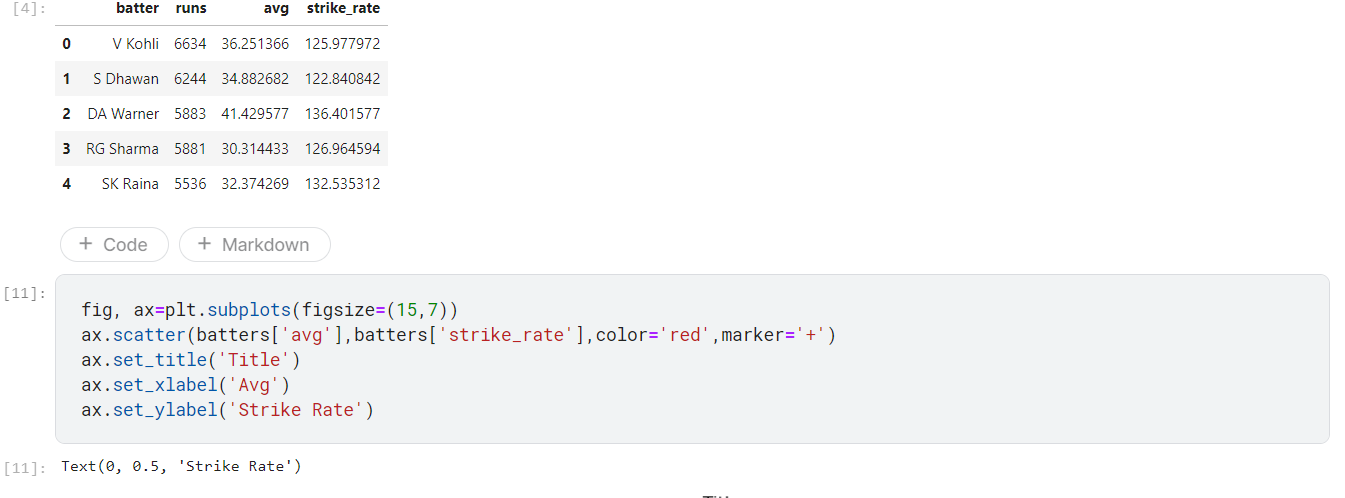 [4]:
batter runs avg strike_rate
0 V Kohli 6634 36.251366 125.977972
1 S Dhawan 6244 34.882682 122.840842
2 DA Warner 5883 41.429577 136.401577
3 RG Sharma 5881 30.314433 126.964594
4 SK Raina 5536 32.374269 132.535312
+ Code + Markdown
[11]:
fig, ax=plt.subplots(figsize=(15,7))
ax.scatter(batters['avg'],batters['strike_rate'],color='red',marker='+')
ax.set_title('Title')
ax.set_xlabel('Avg')
ax.set_ylabel('Strike Rate')
[11]: Text(0, 0.5, 'Strike Rate')